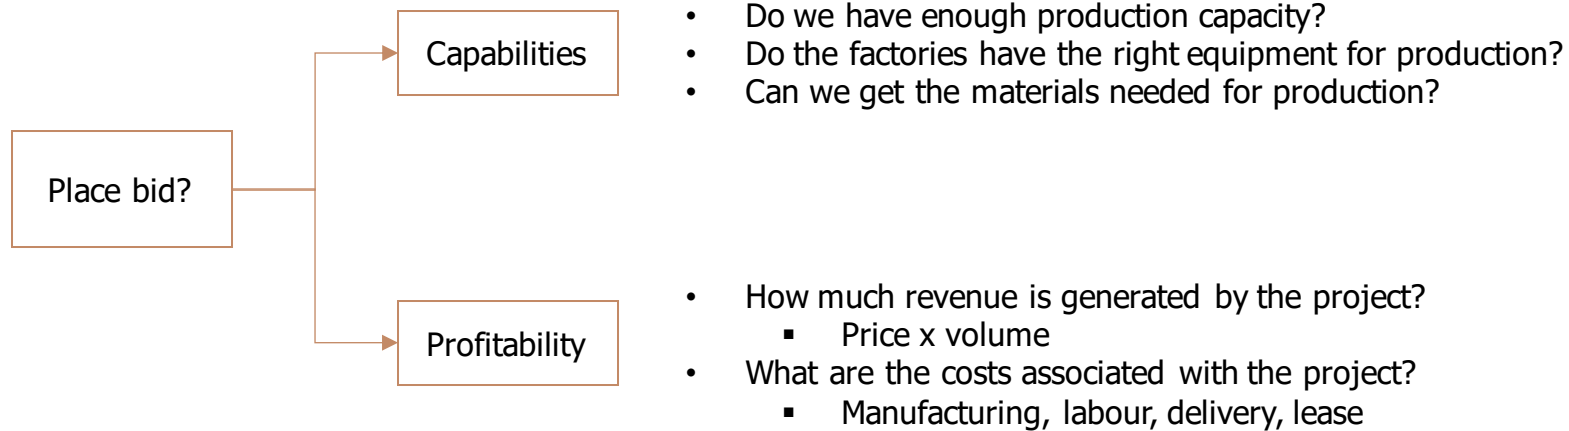 Place bid?
Capabilities
• Do we have enough production capacity?
• Do the factories have the right equipment for production?
• Can we get the materials needed for production?
Profitability
• How much revenue is generated by the project?
▪ Price x volume
• What are the costs associated with the project?
▪ Manufacturing, labour, delivery, lease